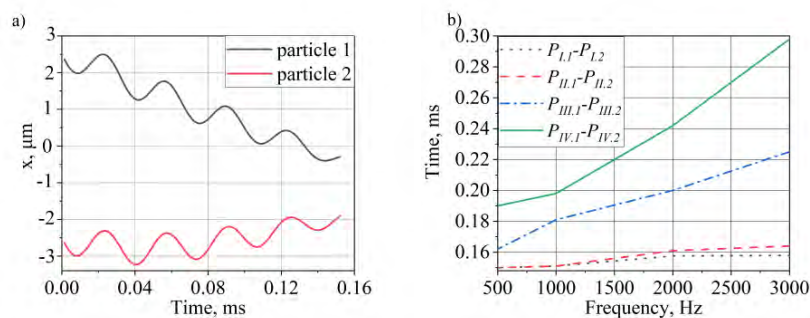 a)
3
2
1
0
-1
-2
-3
x, μm
particle 1
particle 2
0.00 0.04 0.08 0.12 0.16
Time, ms
b)
0.30
0.28
0.26
0.24
0.22
0.20
0.18
0.16
Time, ms
P_I.1-P_I.2
P_II.1-P_II.2
P_III.1-P_III.2
P_IV.1-P_IV.2
500 1000 1500 2000 2500 3000
Frequency, Hz